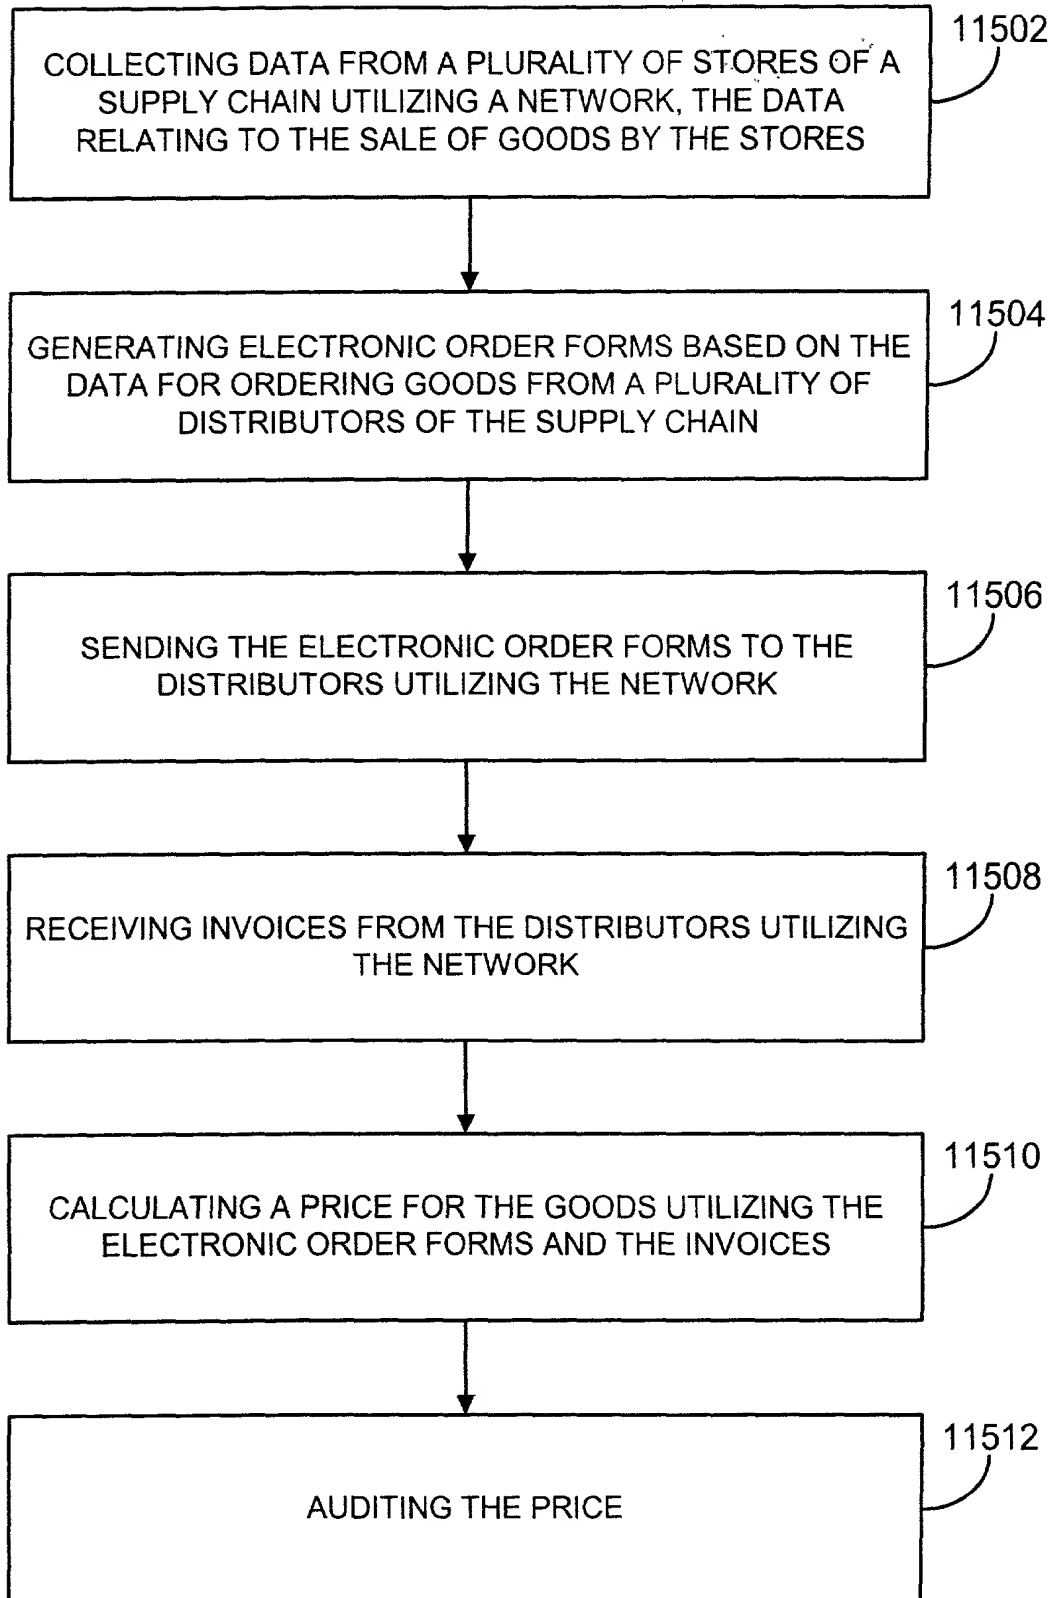 11502
COLLECTING DATA FROM A PLURALITY OF STORES OF A
SUPPLY CHAIN UTILIZING A NETWORK, THE DATA
RELATING TO THE SALE OF GOODS BY THE STORES
11504
GENERATING ELECTRONIC ORDER FORMS BASED ON THE
DATA FOR ORDERING GOODS FROM A PLURALITY OF
DISTRIBUTORS OF THE SUPPLY CHAIN
11506
SENDING THE ELECTRONIC ORDER FORMS TO THE
DISTRIBUTORS UTILIZING THE NETWORK
11508
RECEIVING INVOICES FROM THE DISTRIBUTORS UTILIZING
THE NETWORK
11510
CALCULATING A PRICE FOR THE GOODS UTILIZING THE
ELECTRONIC ORDER FORMS AND THE INVOICES
11512
AUDITING THE PRICE